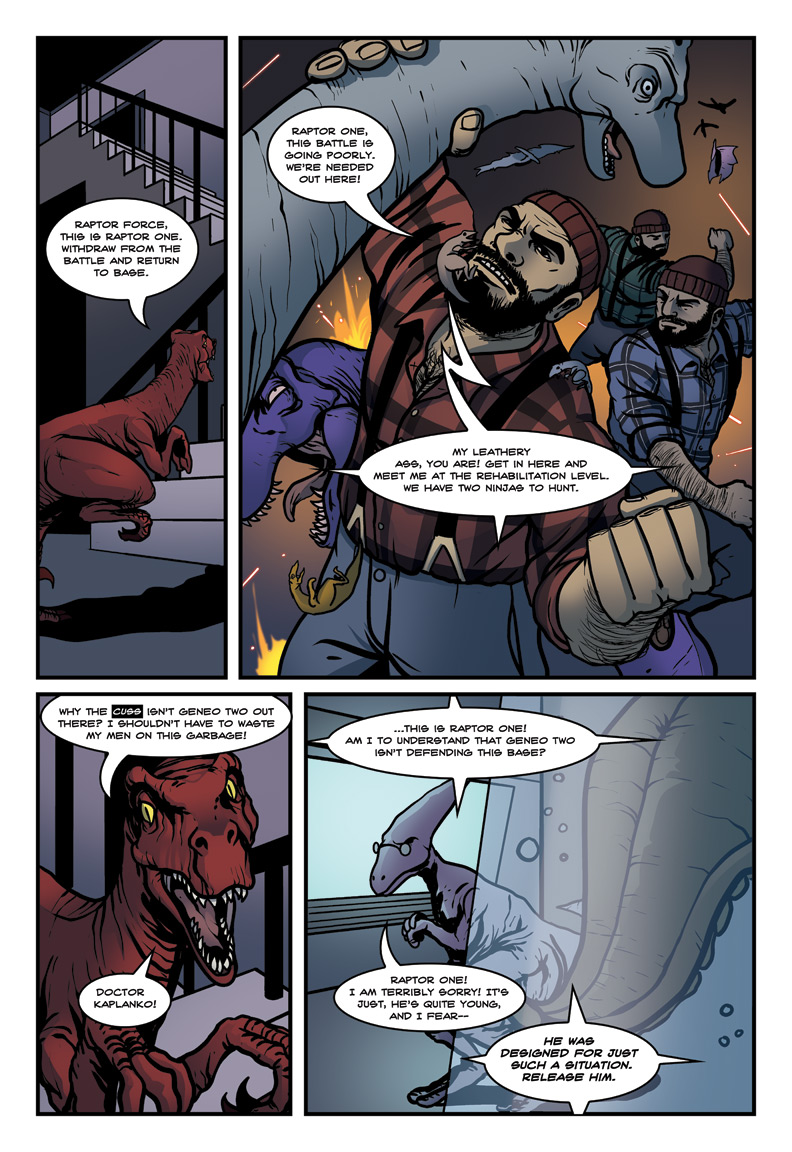 RAPTOR FORCE,
THIS IS RAPTOR ONE.
WITHDRAW FROM THE
BATTLE AND RETURN
TO BASE.
RAPTOR ONE,
THIS BATTLE IS
GOING POORLY.
WE'RE NEEDED
OUT HERE!
MY LEATHERY
ASS, YOU ARE! GET IN HERE AND
MEET ME AT THE REHABILITATION LEVEL.
WE HAVE TWO NINJAS TO HUNT.
WHY THE CUSS ISN'T GENEO TWO OUT
THERE? I SHOULDN'T HAVE TO WASTE
MY MEN ON THIS GARBAGE!
DOCTOR
KAPLANKO!
...THIS IS RAPTOR ONE!
AM I TO UNDERSTAND THAT GENEO TWO
ISN'T DEFENDING THIS BASE?
RAPTOR ONE!
I AM TERRIBLY SORRY! IT'S
JUST, HE'S QUITE YOUNG,
AND I FEAR--
HE WAS
DESIGNED FOR JUST
SUCH A SITUATION.
RELEASE HIM.